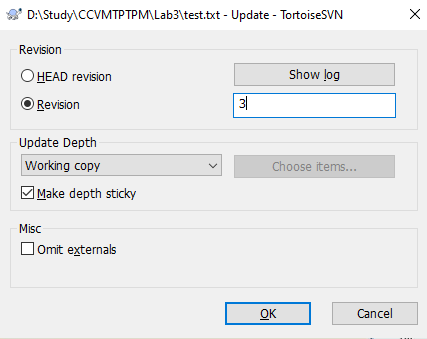 D:\Study\CCVMTPTPM\Lab3\test.txt - Update - TortoiseSVN
Revision
HEAD revision
Show log
Revision
3
Update Depth
Working copy
Choose items...
Make depth sticky
Misc
Omit externals
OK
Cancel